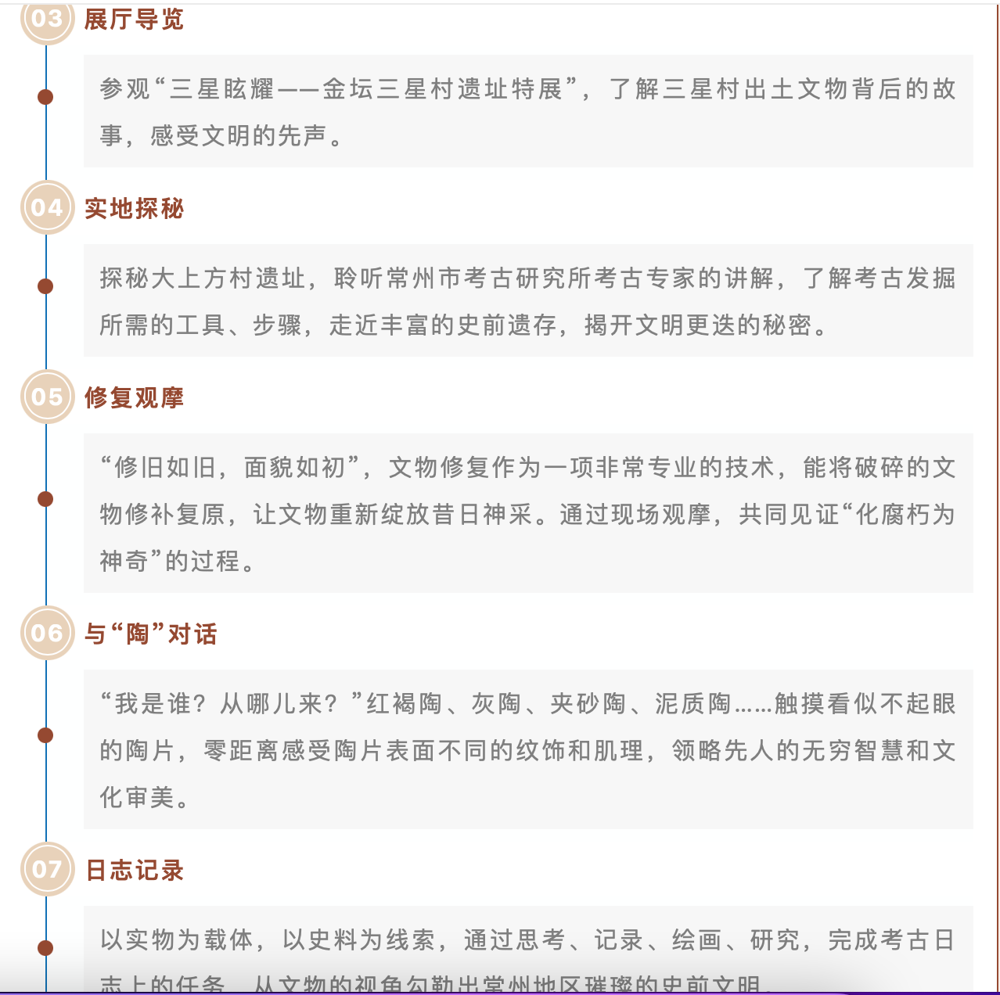 03 展厅导览
参观“三星眩耀——金坛三星村遗址特展”，了解三星村出土文物背后的故
事，感受文明的先声。
04 实地探秘
探秘大上方村遗址，聆听常州市考古研究所考古专家的讲解，了解考古发掘
所需的工具、步骤，走近丰富的史前遗存，揭开文明更迭的秘密。
05 修复观摩
“修旧如旧，面貌如初”，文物修复作为一项非常专业的技术，能将破碎的文
物修补复原，让文物重新绽放昔日神采。通过现场观摩，共同见证“化腐朽为
神奇”的过程。
06 与“陶”对话
“我是谁？从哪儿来？”红褐陶、灰陶、夹砂陶、泥质陶……触摸看似不起眼
的陶片，零距离感受陶片表面不同的纹饰和肌理，领略先人的无穷智慧和文
化审美。
07 日志记录
以实物为载体，以史料为线索，通过思考、记录、绘画、研究，完成考古日
志上的任务，从文物的视角勾勒出常州地区璀璨的史前文明。